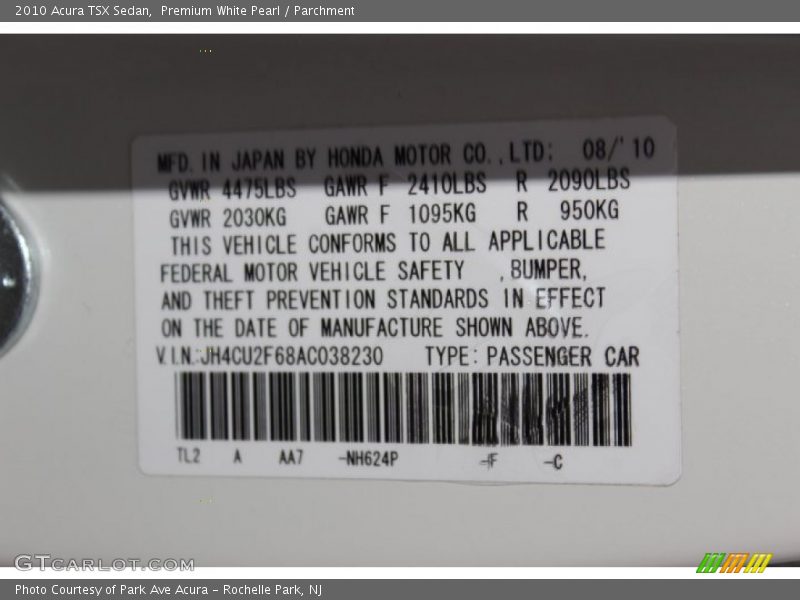 2010 Acura TSX Sedan,  Premium White Pearl / Parchment
MFD. IN JAPAN BY HONDA MOTOR CO., LTD: 08/'10
GVWR 4475LBS GAWR F 2410LBS R 2090LBS
GVWR 2030KG GAWR F 1095KG R 950KG
THIS VEHICLE CONFORMS TO ALL APPLICABLE
FEDERAL MOTOR VEHICLE SAFETY , BUMPER,
AND THEFT PREVENTION STANDARDS IN EFFECT
ON THE DATE OF MANUFACTURE SHOWN ABOVE.
V.I.N.:JH4CU2F68AC038230 TYPE: PASSENGER CAR
TL2 A AA7 -NH624P -F -C
GTCARLOT.COM
Photo Courtesy of Park Ave Acura – Rochelle Park, NJ